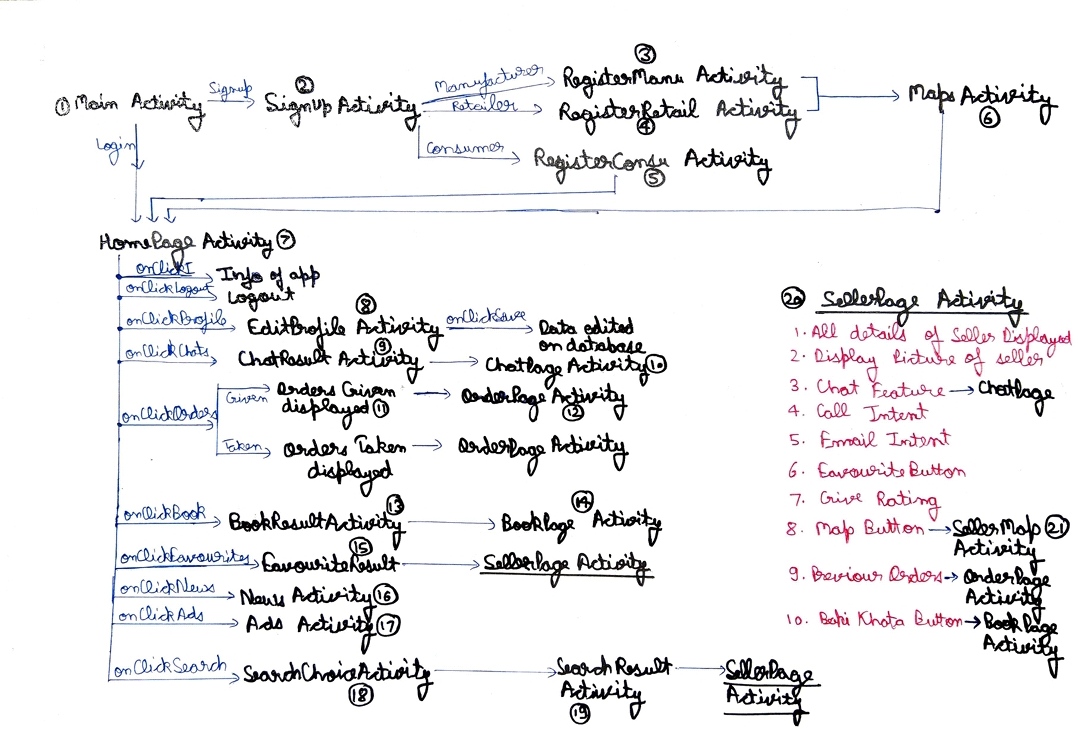 ③
② Manufacturer RegisterManu Activity
① Main Activity Signup SignUp Activity Retailer RegisterRetail Activity Maps Activity
④ ⑥
Login Consumer RegisterConsu Activity
⑤
HomePage Activity ⑦
onClickI Info of app
onClickLogout Logout
⑧
onClickProfile EditProfile Activity onClickSave Data edited
on database
⑨
onClickChats ChatResult Activity ChatPage Activity ⑩
onClickOrders Given Orders Given
displayed ⑪ OrderPage Activity
⑫
Taken Orders Taken
displayed OrderPage Activity
⑬ ⑭
onClickBook BookResultActivity BookPage Activity
⑮
onClickFavourites FavouriteResult SellerPage Activity
onClickNews News Activity ⑯
onClickAds Ads Activity ⑰
onClickSearch SearchChoiceActivity SearchResult
Activity SellerPage
Activity
⑱ ⑲
⑳ SellerPage Activity
1. All details of Seller Displayed
2. Display Picture of seller
3. Chat Feature → ChatPage
4. Call Intent
5. Email Intent
6. Favourite Button
7. Give Rating
8. Map Button → SellerMap ㉑
Activity
9. Previous Orders → OrderPage
Activity
10. Bahi Khata Button → BookPage
Activity